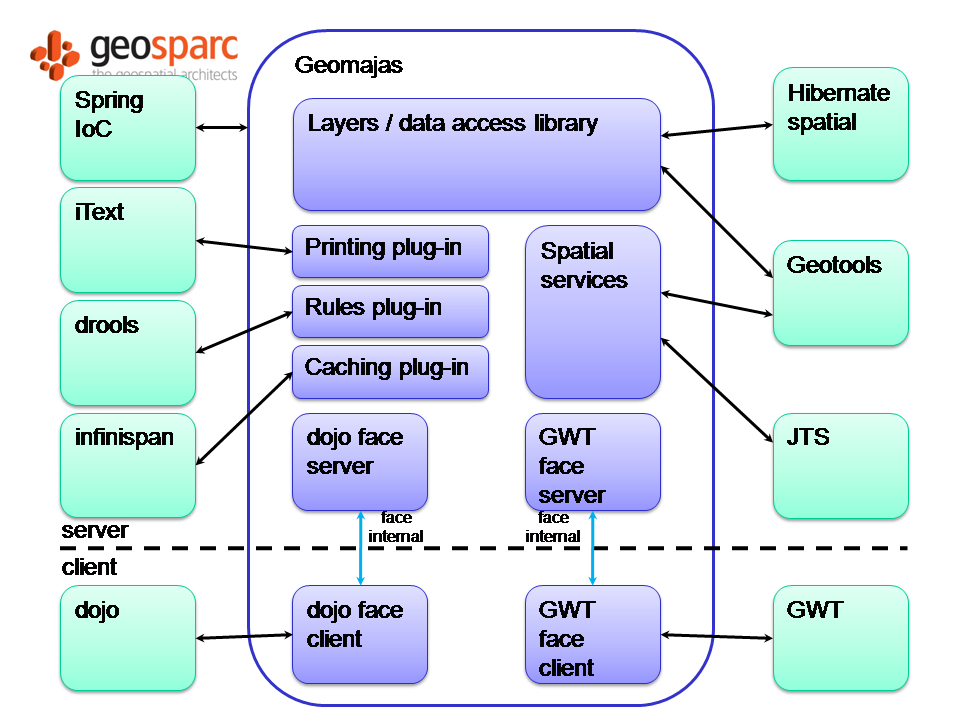 geosparc
the geospatial architects
Geomajas
Spring
IoC
Layers / data access library
Hibernate
spatial
iText
Printing plug-in
Spatial
services
Geotools
Rules plug-in
drools
Caching plug-in
infinispan
dojo face
server
GWT
face
server
JTS
face
internal
face
internal
server
client
dojo
dojo face
client
GWT
face
client
GWT